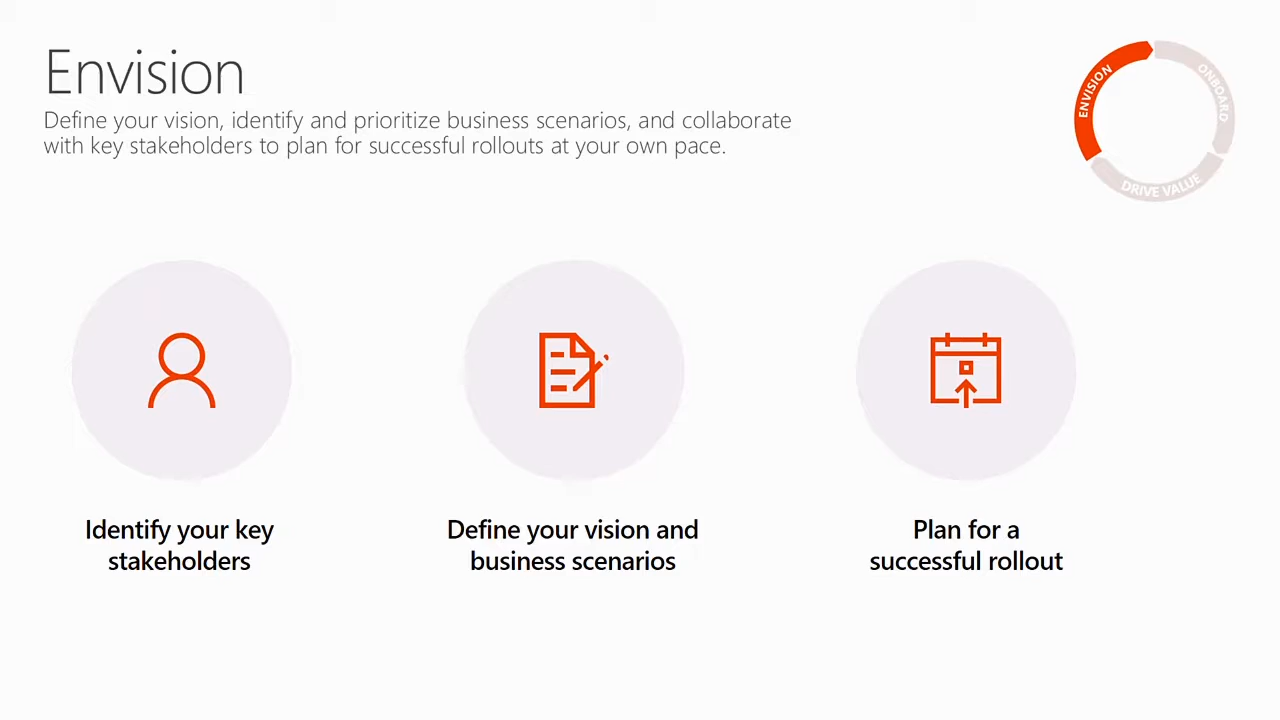 Envision
Define your vision, identify and prioritize business scenarios, and collaborate
with key stakeholders to plan for successful rollouts at your own pace.
ENVISION
ONBOARD
DRIVE VALUE
Identify your key
stakeholders
Define your vision and
business scenarios
Plan for a
successful rollout